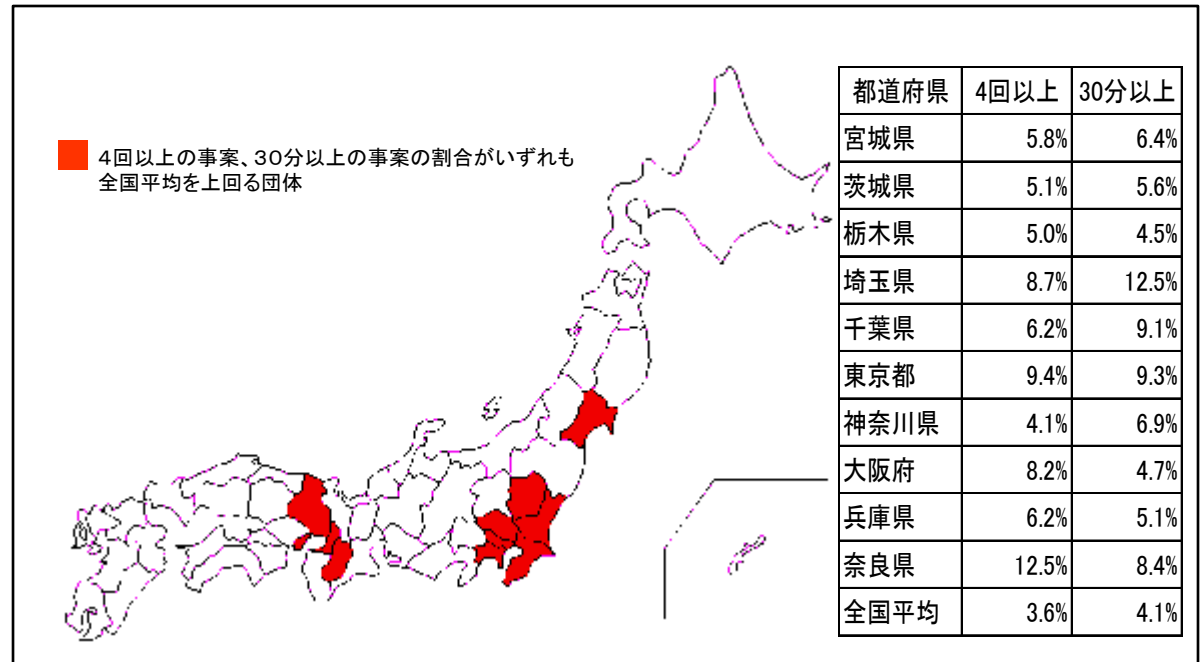 4回以上の事案、30分以上の事案の割合がいずれも
全国平均を上回る団体
都道府県 4回以上 30分以上
宮城県 5.8% 6.4%
茨城県 5.1% 5.6%
栃木県 5.0% 4.5%
埼玉県 8.7% 12.5%
千葉県 6.2% 9.1%
東京都 9.4% 9.3%
神奈川県 4.1% 6.9%
大阪府 8.2% 4.7%
兵庫県 6.2% 5.1%
奈良県 12.5% 8.4%
全国平均 3.6% 4.1%